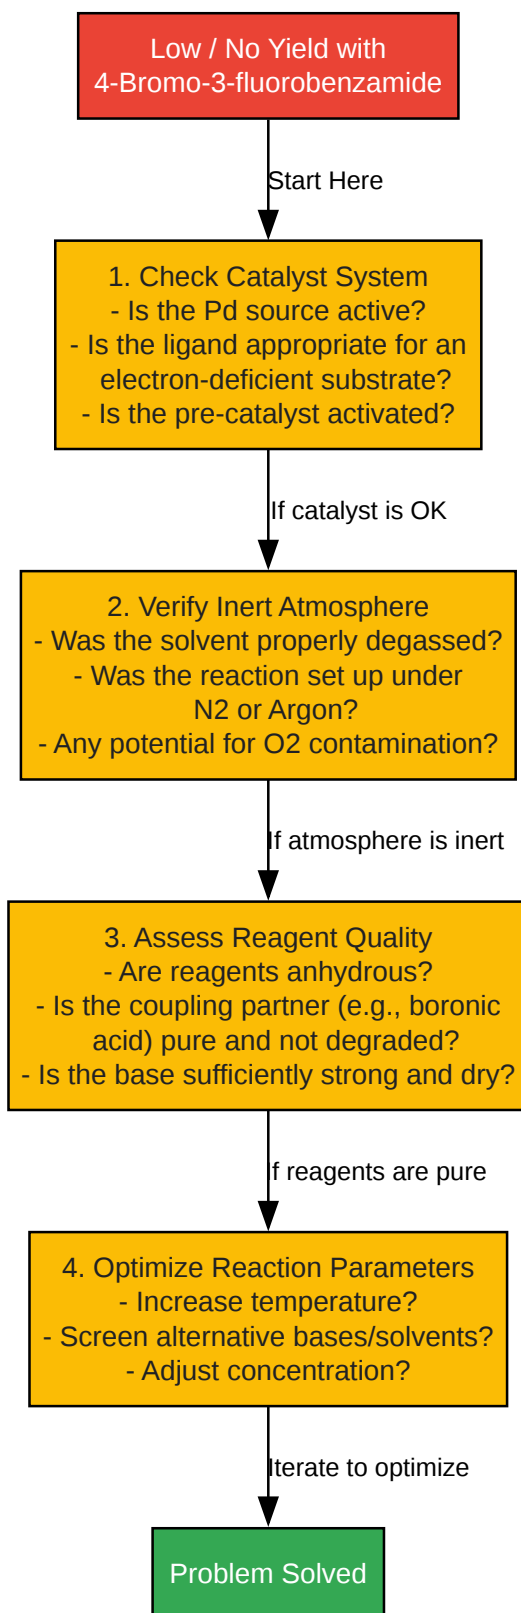 Low / No Yield with
4-Bromo-3-fluorobenzamide
Start Here
1. Check Catalyst System
- Is the Pd source active?
- Is the ligand appropriate for an
electron-deficient substrate?
- Is the pre-catalyst activated?
If catalyst is OK
2. Verify Inert Atmosphere
- Was the solvent properly degassed?
- Was the reaction set up under
N2 or Argon?
- Any potential for O2 contamination?
If atmosphere is inert
3. Assess Reagent Quality
- Are reagents anhydrous?
- Is the coupling partner (e.g., boronic
acid) pure and not degraded?
- Is the base sufficiently strong and dry?
If reagents are pure
4. Optimize Reaction Parameters
- Increase temperature?
- Screen alternative bases/solvents?
- Adjust concentration?
Iterate to optimize
Problem Solved